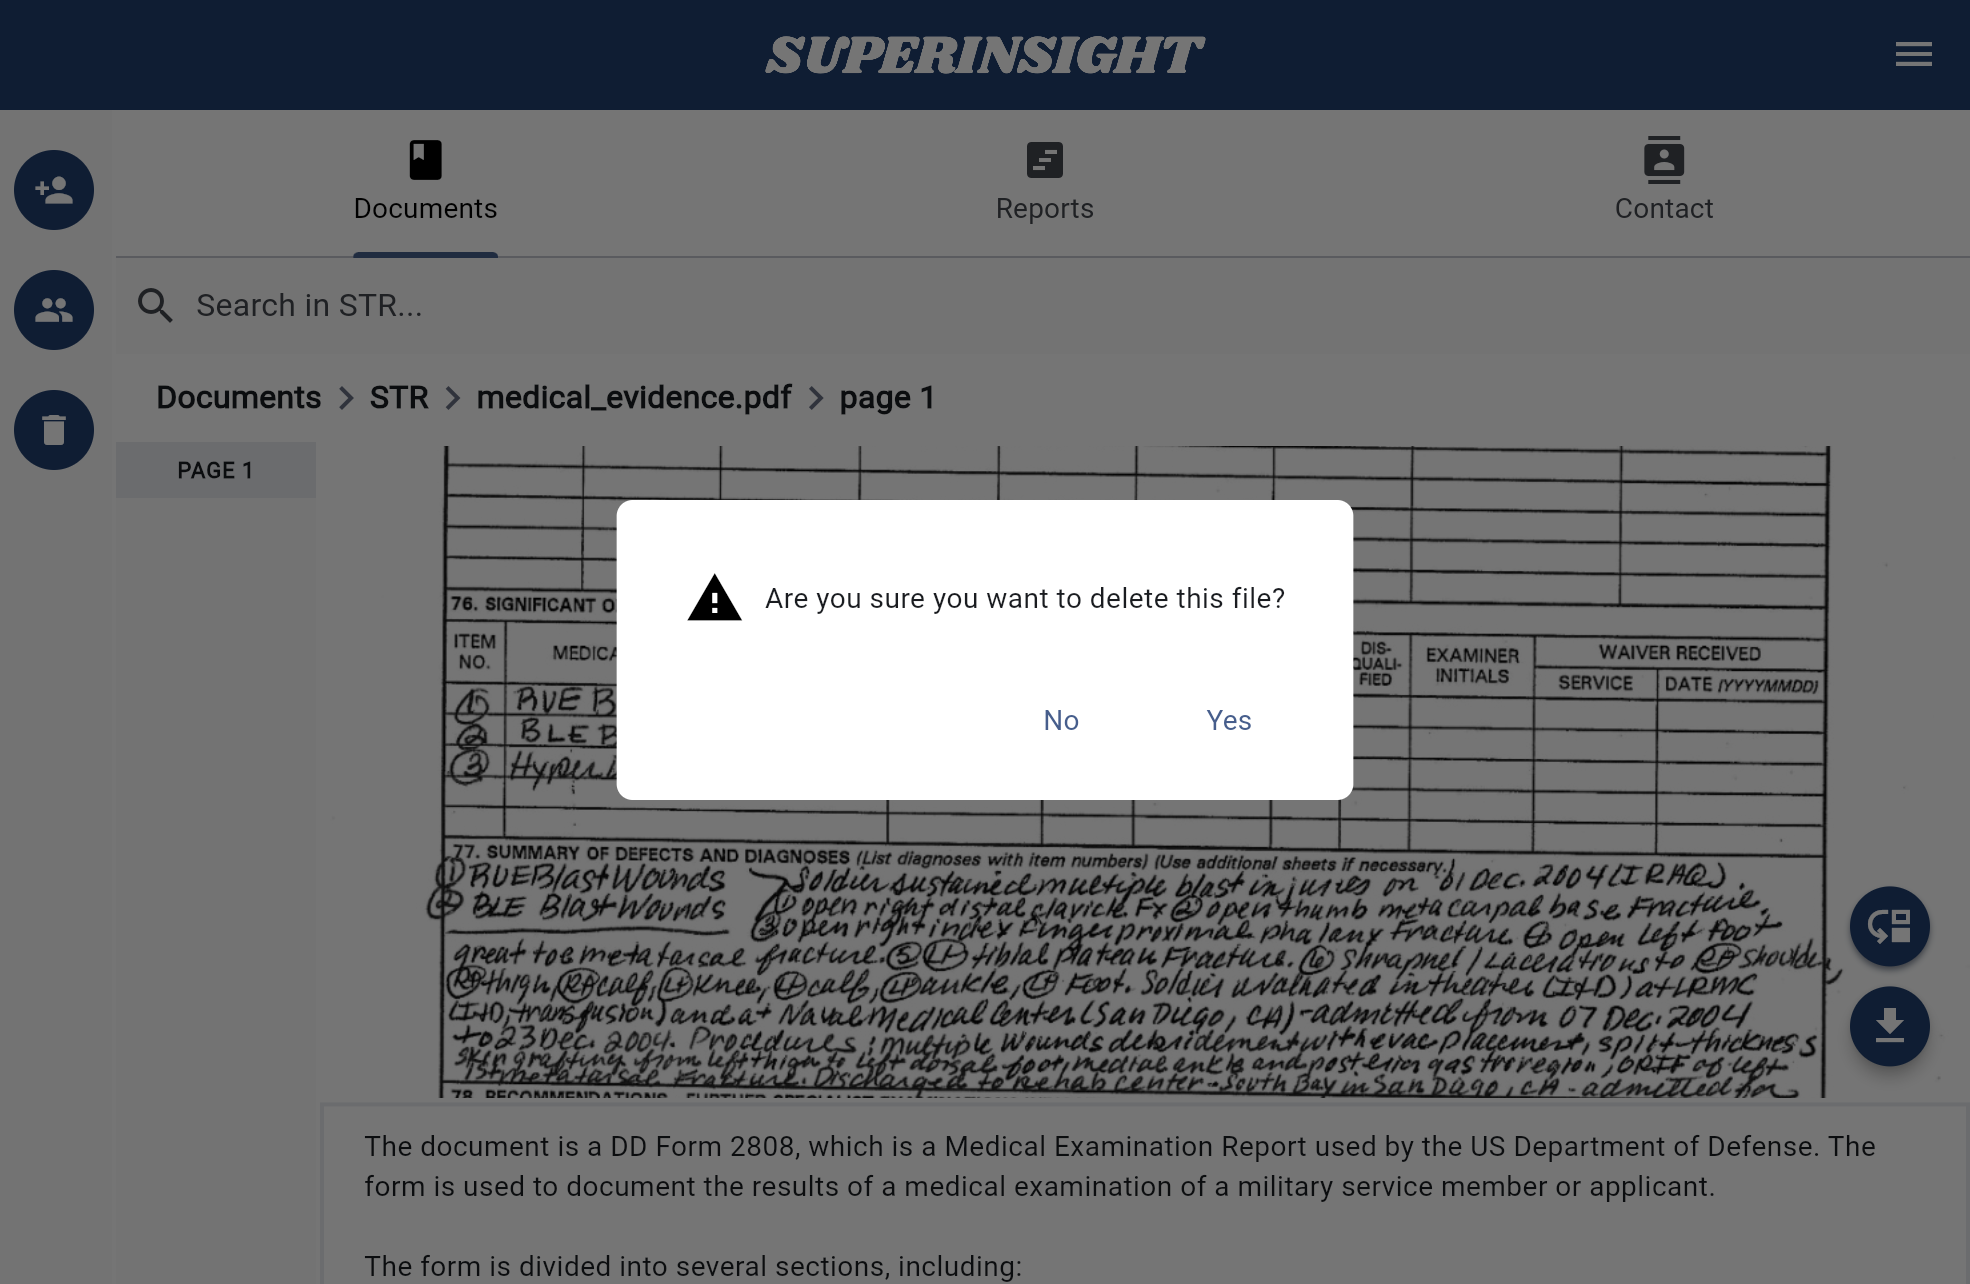 SUPERINSIGHT
Documents
Reports
Contact
Search in STR...
Documents > STR > medical_evidence.pdf > page 1
PAGE 1
Are you sure you want to delete this file?
No
Yes
76. SIGNIFICANT O
ITEM NO.
MEDICA
DIS-QUALI-FIED
EXAMINER INITIALS
WAIVER RECEIVED
SERVICE
DATE (YYYYMMDD)
① RUE B
② BLE B
③ Hyper
77. SUMMARY OF DEFECTS AND DIAGNOSES (List diagnoses with item numbers) (Use additional sheets if necessary.)
① RUE Blast Wounds
② BLE Blast Wounds
Soldier sustained multiple blast injuries on 01 Dec. 2004 (IRAQ).
① open right distal clavicle Fx ② open thumb metacarpal base Fracture.
③ open right index Finger proximal phalanx Fracture ④ open left foot
great toe metatarsal fracture. ⑤ LT tibial plateau Fracture. ⑥ Shrapnel / Lacerations to RT shoulder,
RT thigh, RT calf, LT Knee, LT calf, LT ankle, LT Foot. Soldier evaluated in theater (I+D) at LRMC
(I+D, transfusion) and at Naval Medical Center (San Diego, CA) - admitted from 07 Dec. 2004
to 23 Dec. 2004. Procedures: multiple wounds debridement with evac placement, split-thickness
skin grafting from left thigh to left dorsal foot, medial ankle and posterior gastroregion, ORIF of left
1st metatarsal Fracture. Discharged to rehab center - South Bay in San Diego, CA - admitted for
78. RECOMMENDATIONS - FURTHER SPECIALIST EXAMINATIONS
The document is a DD Form 2808, which is a Medical Examination Report used by the US Department of Defense. The
form is used to document the results of a medical examination of a military service member or applicant.
The form is divided into several sections, including: